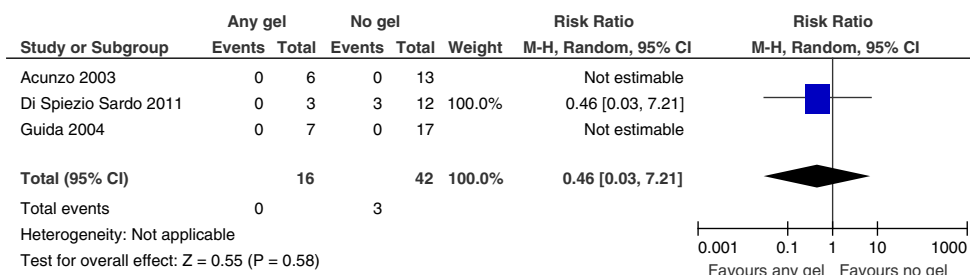 Any gel No gel Risk Ratio Risk Ratio
Study or Subgroup Events Total Events Total Weight M-H, Random, 95% CI M-H, Random, 95% CI
Acunzo 2003 0 6 0 13 Not estimable
Di Spiezio Sardo 2011 0 3 3 12 100.0% 0.46 [0.03, 7.21]
Guida 2004 0 7 0 17 Not estimable
Total (95% CI) 16 42 100.0% 0.46 [0.03, 7.21]
Total events 0 3
Heterogeneity: Not applicable
Test for overall effect: Z = 0.55 (P = 0.58)
0.001 0.1 1 10 1000
Favours any gel Favours no gel